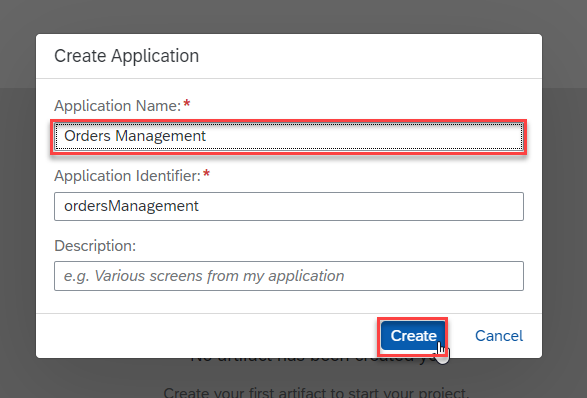 Create Application
Application Name:*
Orders Management
Application Identifier:*
ordersManagement
Description:
e.g. Various screens from my application
Create Cancel
No artifact has been created
Create your first artifact to start your project.